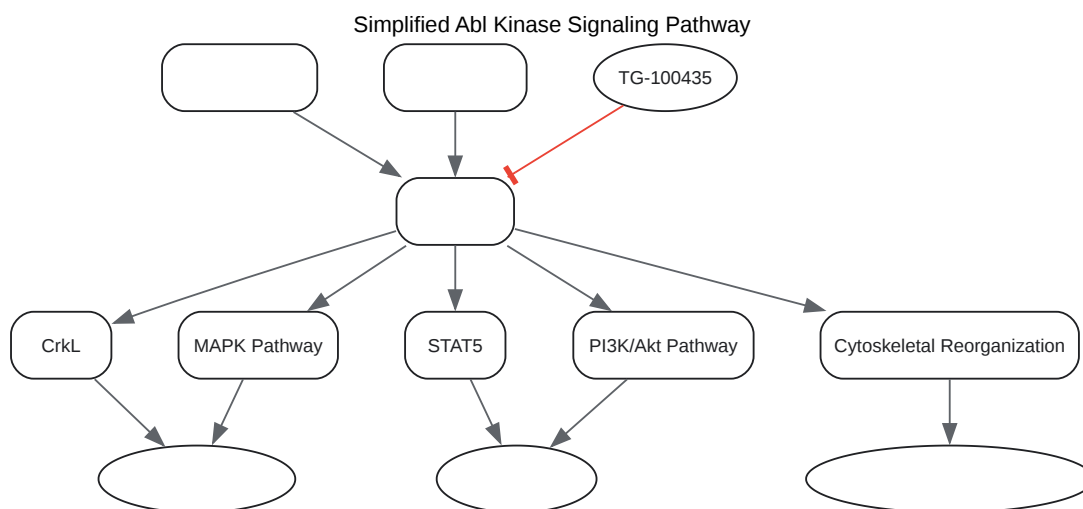 Simplified Abl Kinase Signaling Pathway
TG-100435
CrkL
MAPK Pathway
STAT5
PI3K/Akt Pathway
Cytoskeletal Reorganization